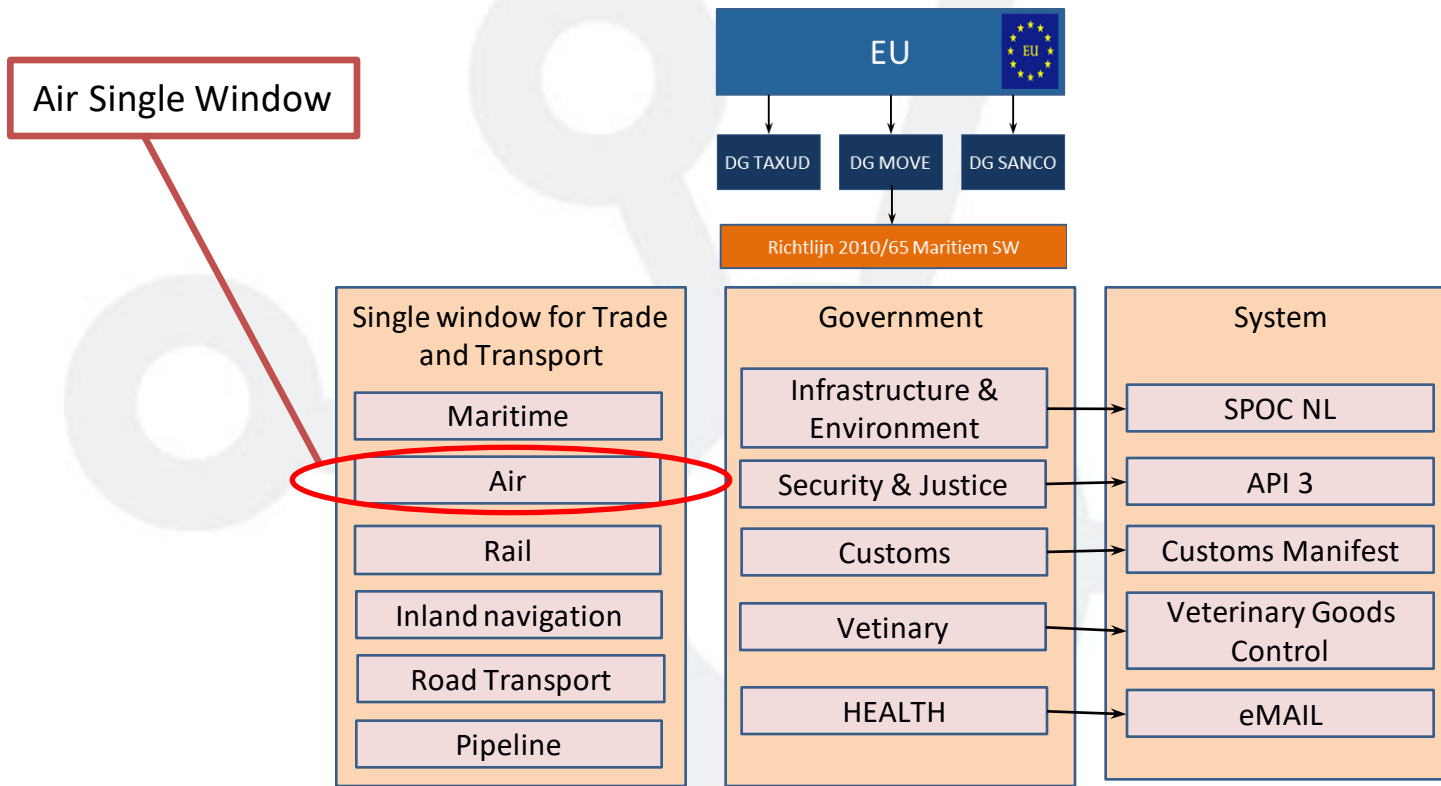 EU
EU
Air Single Window
DG TAXUD
DG MOVE
DG SANCO
Richtlijn 2010/65 Maritiem SW
Single window for Trade
and Transport
Maritime
Air
Rail
Inland navigation
Road Transport
Pipeline
Government
Infrastructure &
Environment
Security & Justice
Customs
Vetinary
HEALTH
System
SPOC NL
API 3
Customs Manifest
Veterinary Goods
Control
eMAIL